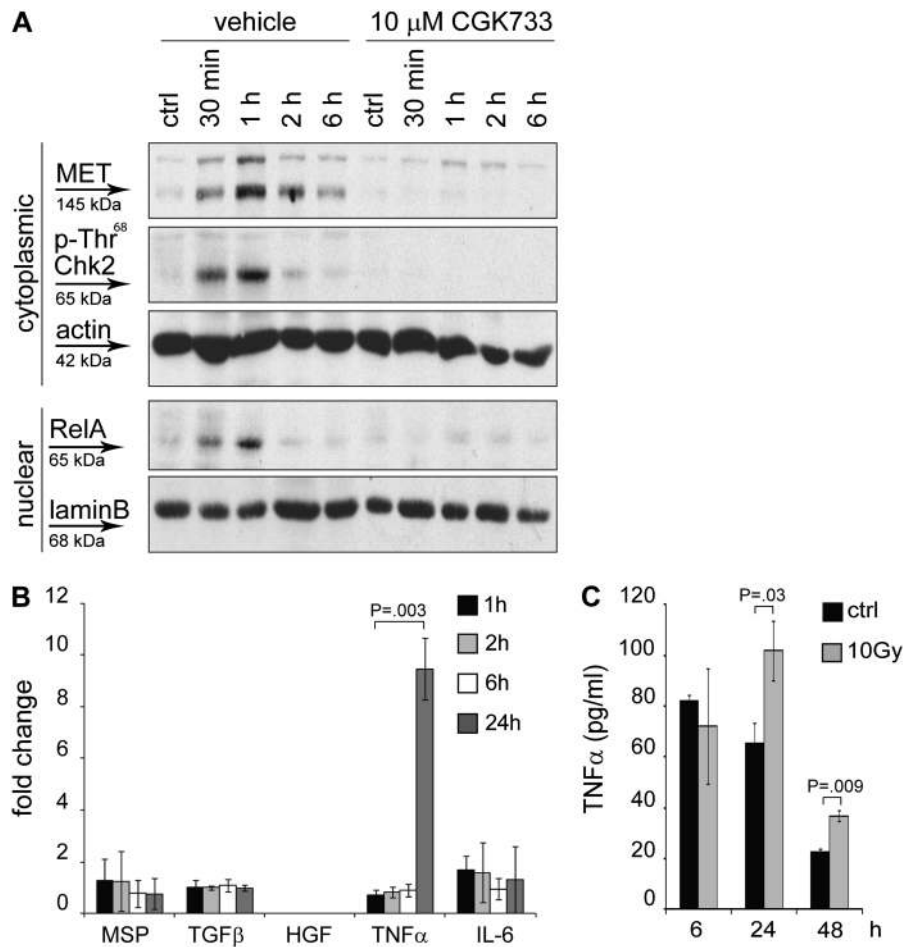 A
vehicle
10 μM CGK733
ctrl
30 min
1 h
2 h
6 h
ctrl
30 min
1 h
2 h
6 h
cytoplasmic
MET
145 kDa
p-Thr68
Chk2
65 kDa
actin
42 kDa
nuclear
RelA
65 kDa
laminB
68 kDa
B
fold change
12
10
8
6
4
2
0
P=.003
1h
2h
6h
24h
MSP TGFβ HGF TNFα IL-6
C
TNFα (pg/ml)
120
100
80
60
40
20
0
P=.03
P=.009
ctrl
10Gy
6 24 48 h